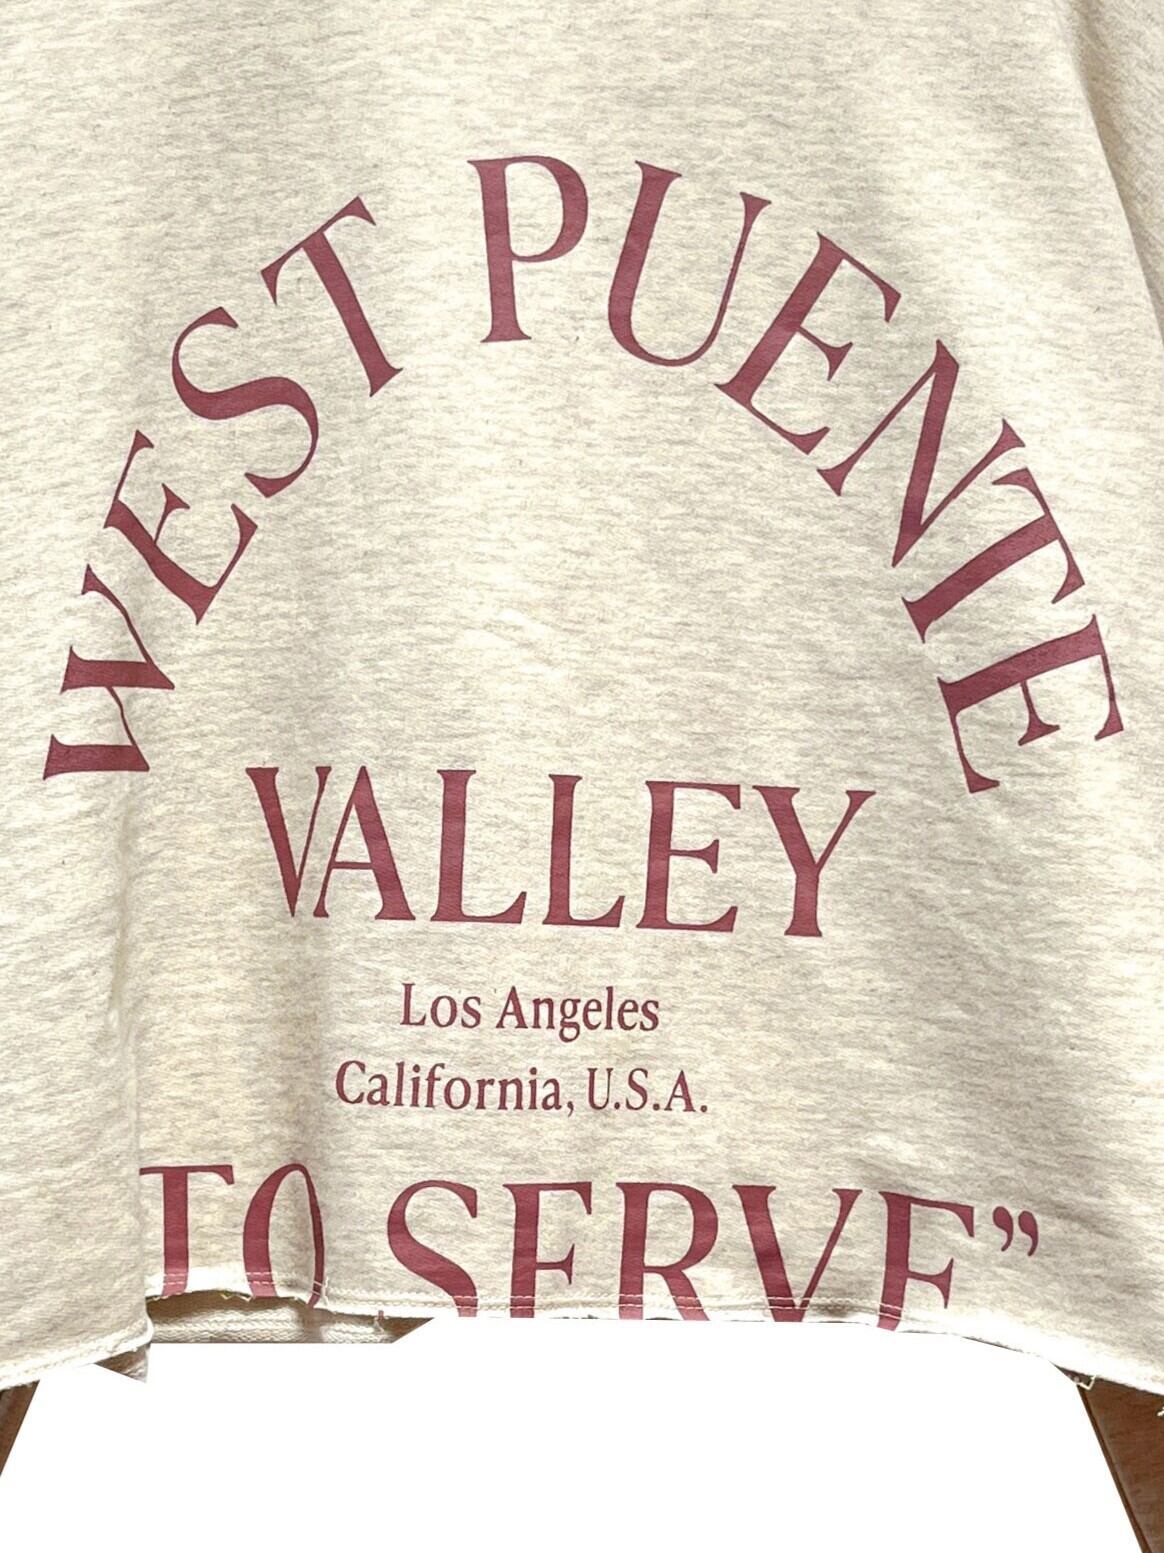 WEST PUENTE
VALLEY
Los Angeles
California, U.S.A.
TO SERVE”